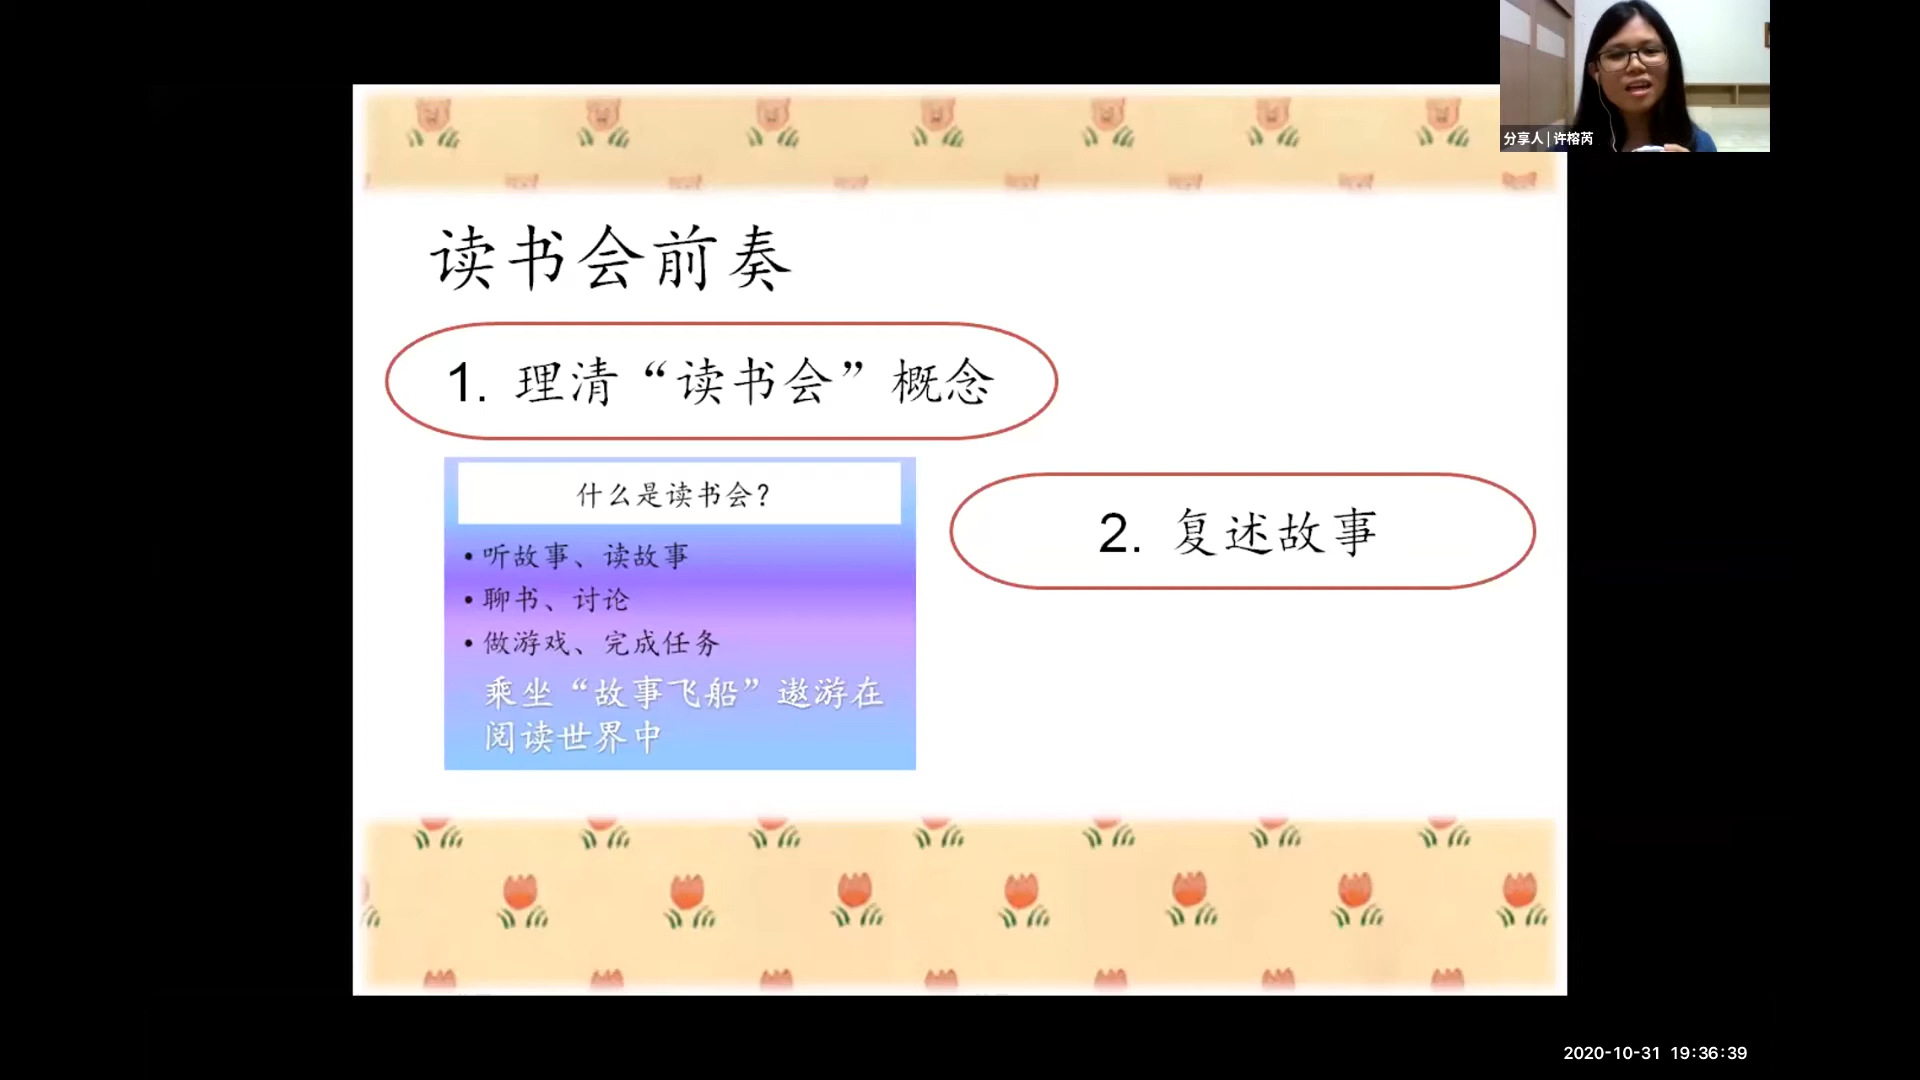 分享人 | 许榕芮
读书会前奏
1. 理清“读书会”概念
什么是读书会？
• 听故事、读故事
• 聊书、讨论
• 做游戏、完成任务
乘坐“故事飞船”遨游在
阅读世界中
2. 复述故事
2020-10-31 19:36:39